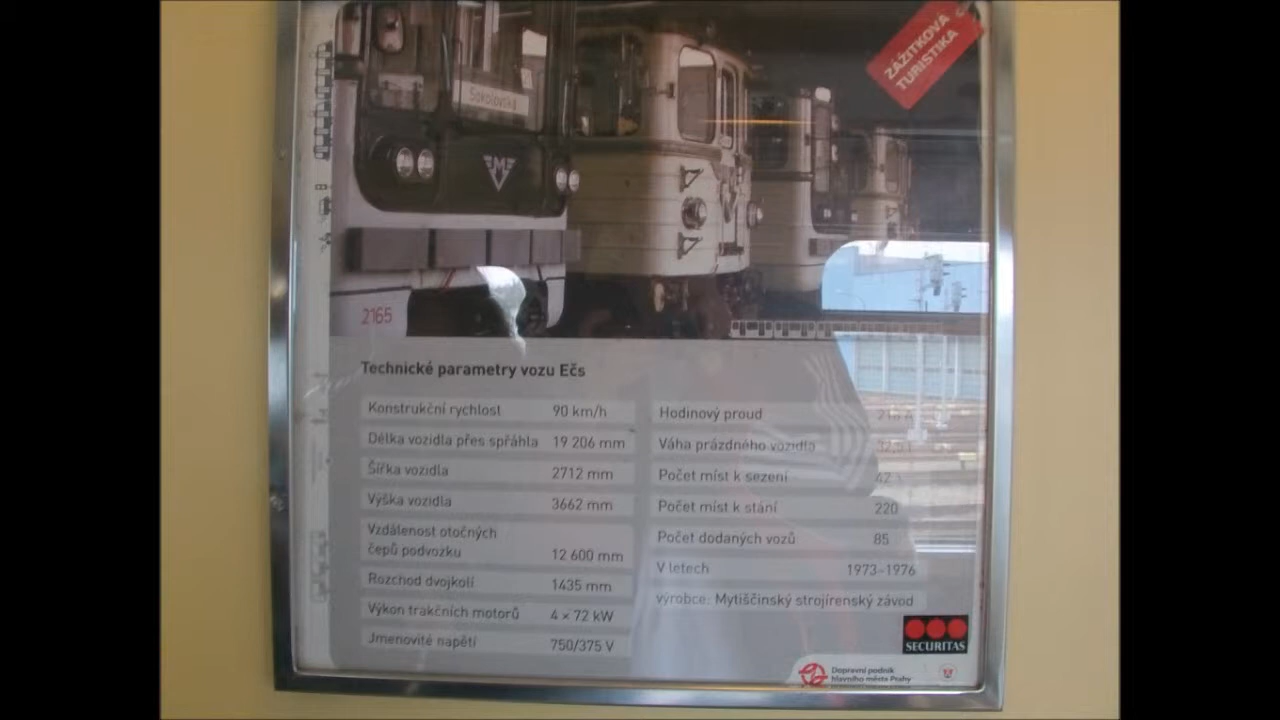 ZÁŽITKOVÁ
TURISTIKA
Sokolovská
M
2165
Technické parametry vozu Ečs
Konstrukční rychlost 90 km/h
Délka vozidla přes spřáhla 19 206 mm
Šířka vozidla 2712 mm
Výška vozidla 3662 mm
Vzdálenost otočných
čepů podvozku 12 600 mm
Rozchod dvojkolí 1435 mm
Výkon trakčních motorů 4 × 72 kW
Jmenovité napětí 750/375 V
Hodinový proud
Váha prázdného vozidla
Počet míst k sezení 42
Počet míst k stání 220
Počet dodaných vozů 85
V letech 1973–1976
výrobce: Mytiščinský strojírenský závod
SECURITAS
Dopravní podnik
hlavního města Prahy